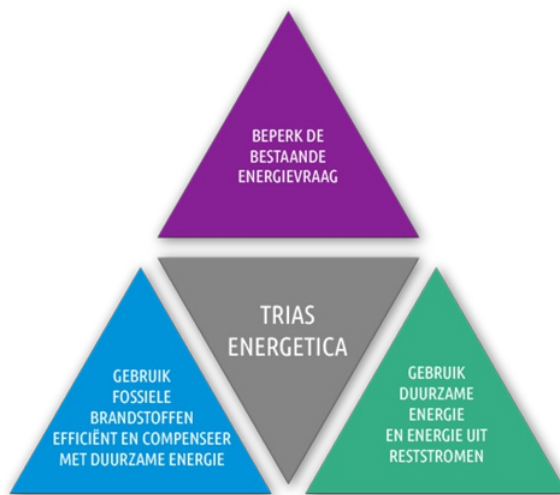 BEPERK DE
BESTAANDE
ENERGIEVRAAG
TRIAS
ENERGETICA
GEBRUIK
FOSSIELE
BRANDSTOFFEN
EFFICIËNT EN COMPENSEER
MET DUURZAME ENERGIE
GEBRUIK
DUURZAME
ENERGIE
EN ENERGIE UIT
RESTSTROMEN